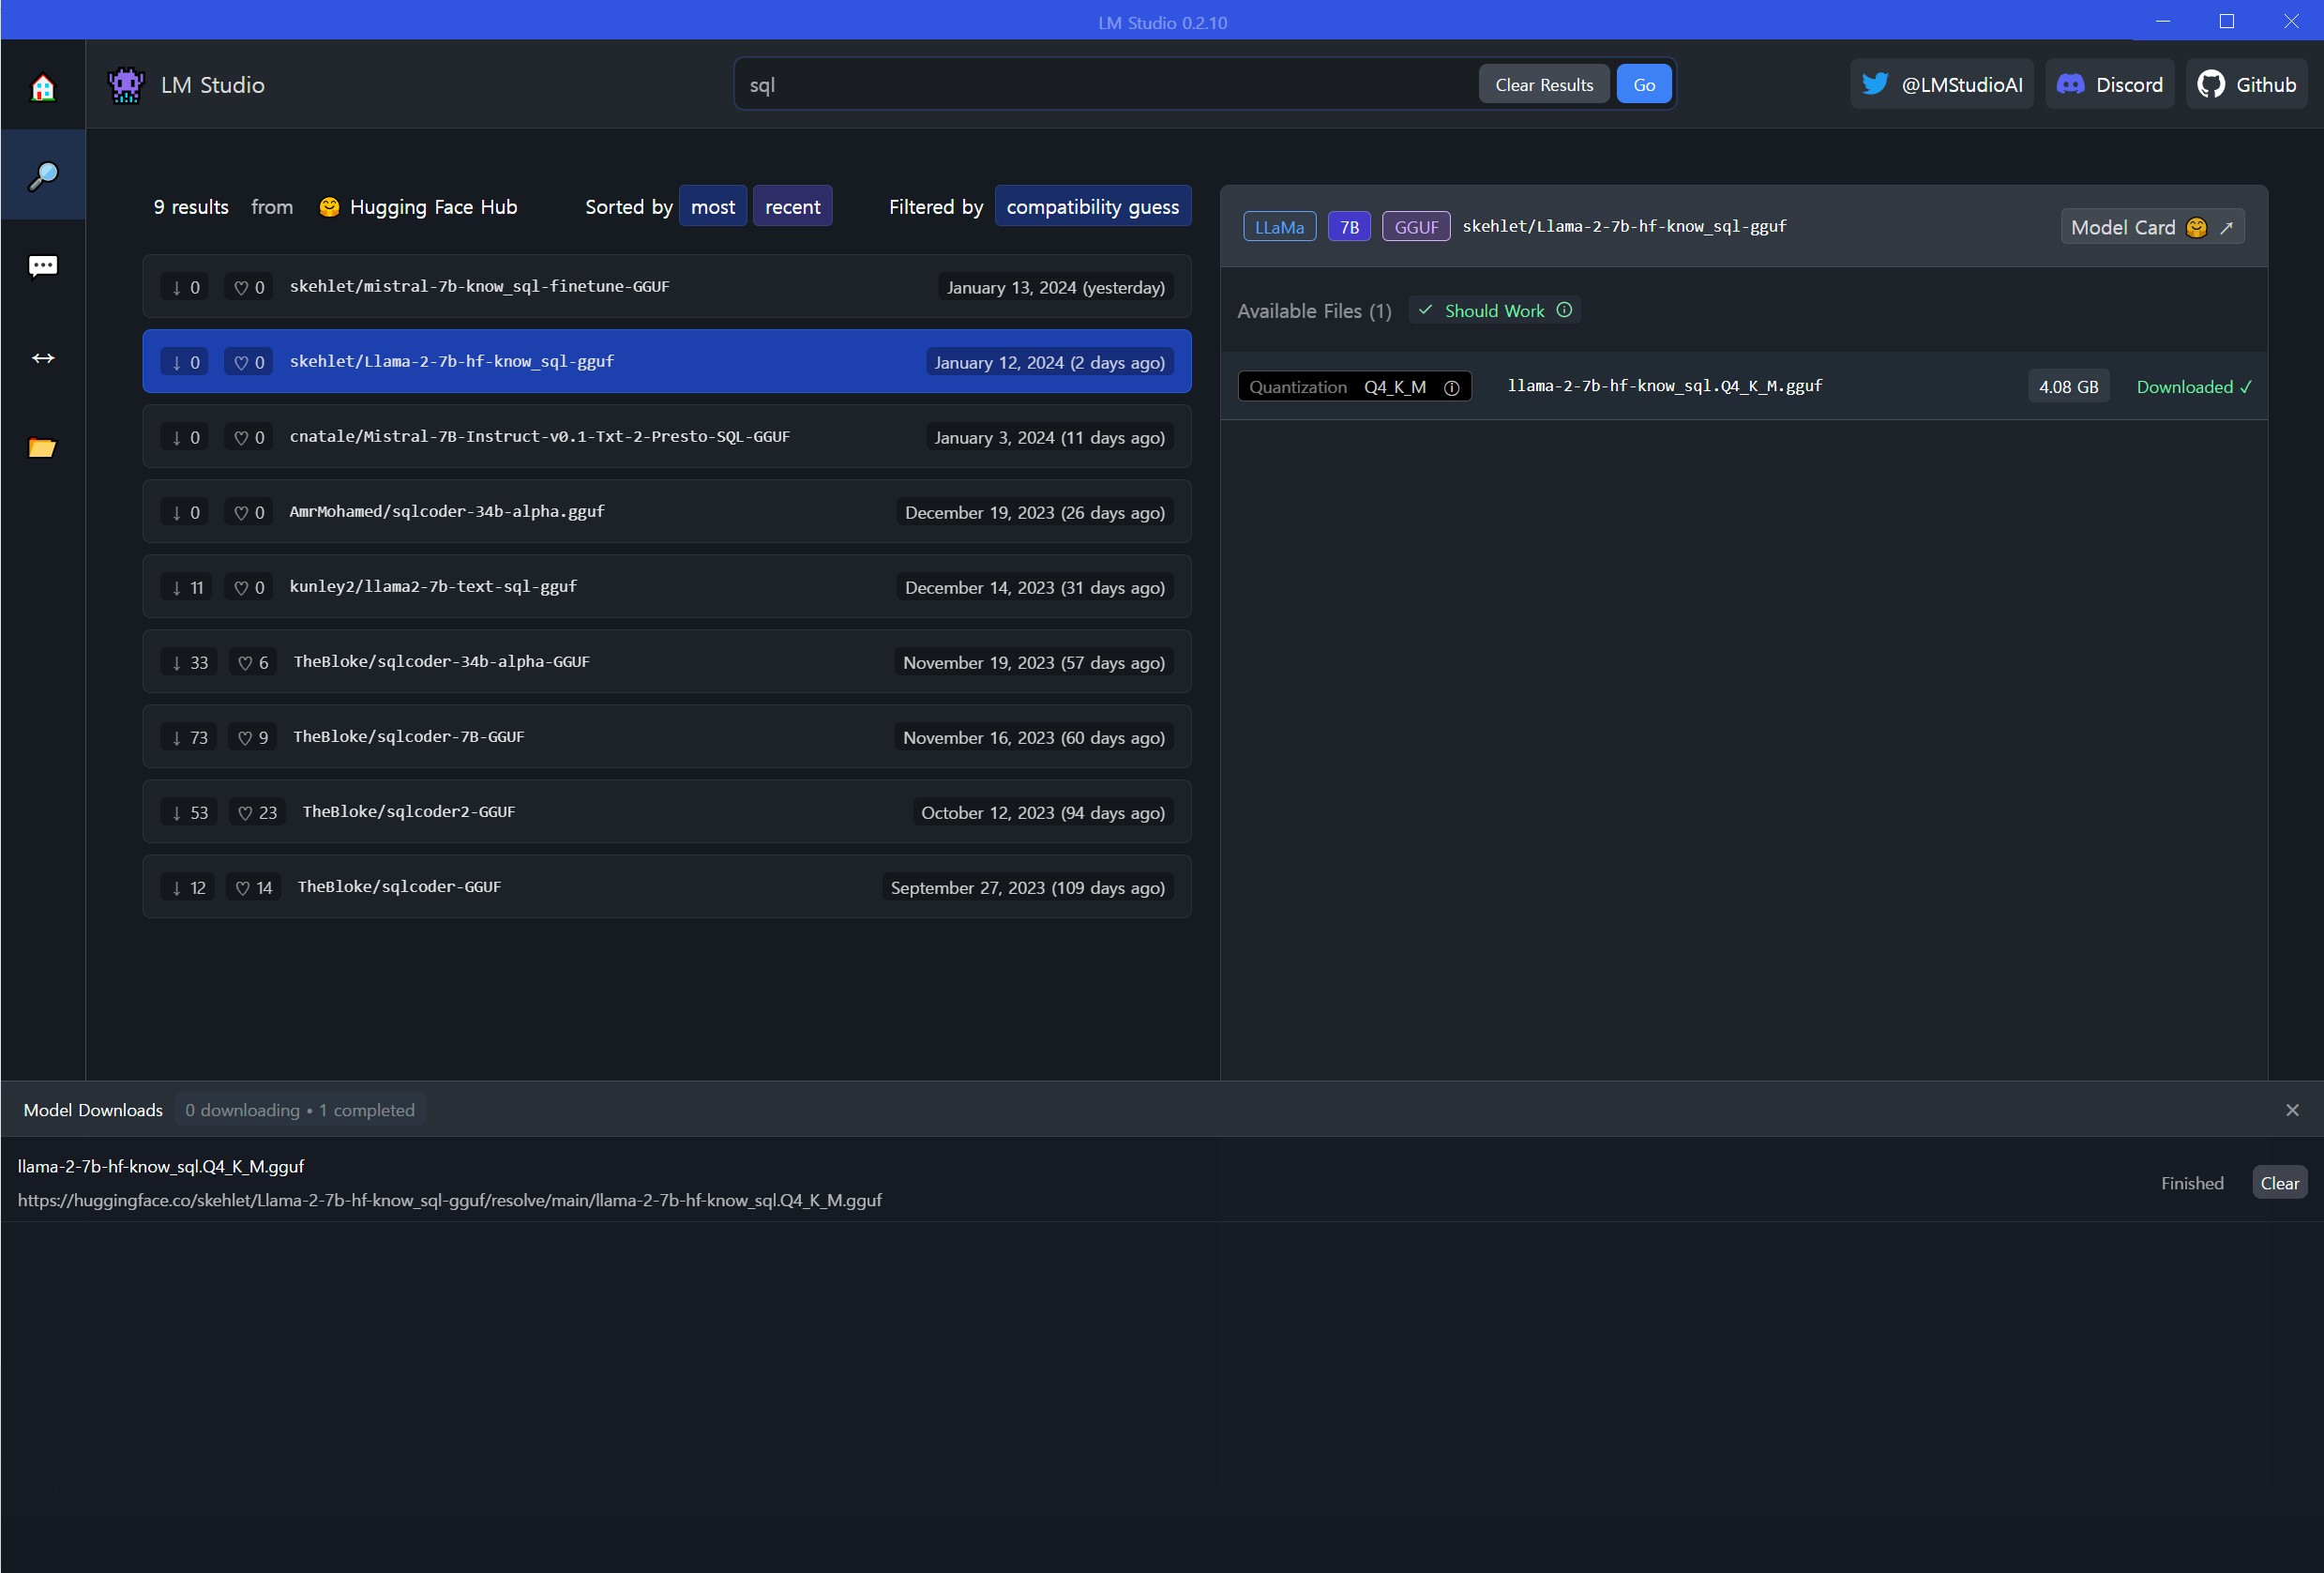 LM Studio 0.2.10
LM Studio
sql
Clear Results
Go
@LMStudioAI
Discord
Github
9 results from 🤗 Hugging Face Hub
Sorted by most recent
Filtered by compatibility guess
↓ 0 ♡ 0 skehlet/mistral-7b-know_sql-finetune-GGUF January 13, 2024 (yesterday)
↓ 0 ♡ 0 skehlet/Llama-2-7b-hf-know_sql-gguf January 12, 2024 (2 days ago)
↓ 0 ♡ 0 cnatale/Mistral-7B-Instruct-v0.1-Txt-2-Presto-SQL-GGUF January 3, 2024 (11 days ago)
↓ 0 ♡ 0 AmrMohamed/sqlcoder-34b-alpha.gguf December 19, 2023 (26 days ago)
↓ 11 ♡ 0 kunley2/llama2-7b-text-sql-gguf December 14, 2023 (31 days ago)
↓ 33 ♡ 6 TheBloke/sqlcoder-34b-alpha-GGUF November 19, 2023 (57 days ago)
↓ 73 ♡ 9 TheBloke/sqlcoder-7B-GGUF November 16, 2023 (60 days ago)
↓ 53 ♡ 23 TheBloke/sqlcoder2-GGUF October 12, 2023 (94 days ago)
↓ 12 ♡ 14 TheBloke/sqlcoder-GGUF September 27, 2023 (109 days ago)
LLaMa 7B GGUF skehlet/Llama-2-7b-hf-know_sql-gguf Model Card 🤗 ↗
Available Files (1) ✓ Should Work ⓘ
Quantization Q4_K_M ⓘ llama-2-7b-hf-know_sql.Q4_K_M.gguf 4.08 GB Downloaded ✓
Model Downloads 0 downloading • 1 completed
llama-2-7b-hf-know_sql.Q4_K_M.gguf
https://huggingface.co/skehlet/Llama-2-7b-hf-know_sql-gguf/resolve/main/llama-2-7b-hf-know_sql.Q4_K_M.gguf
Finished Clear